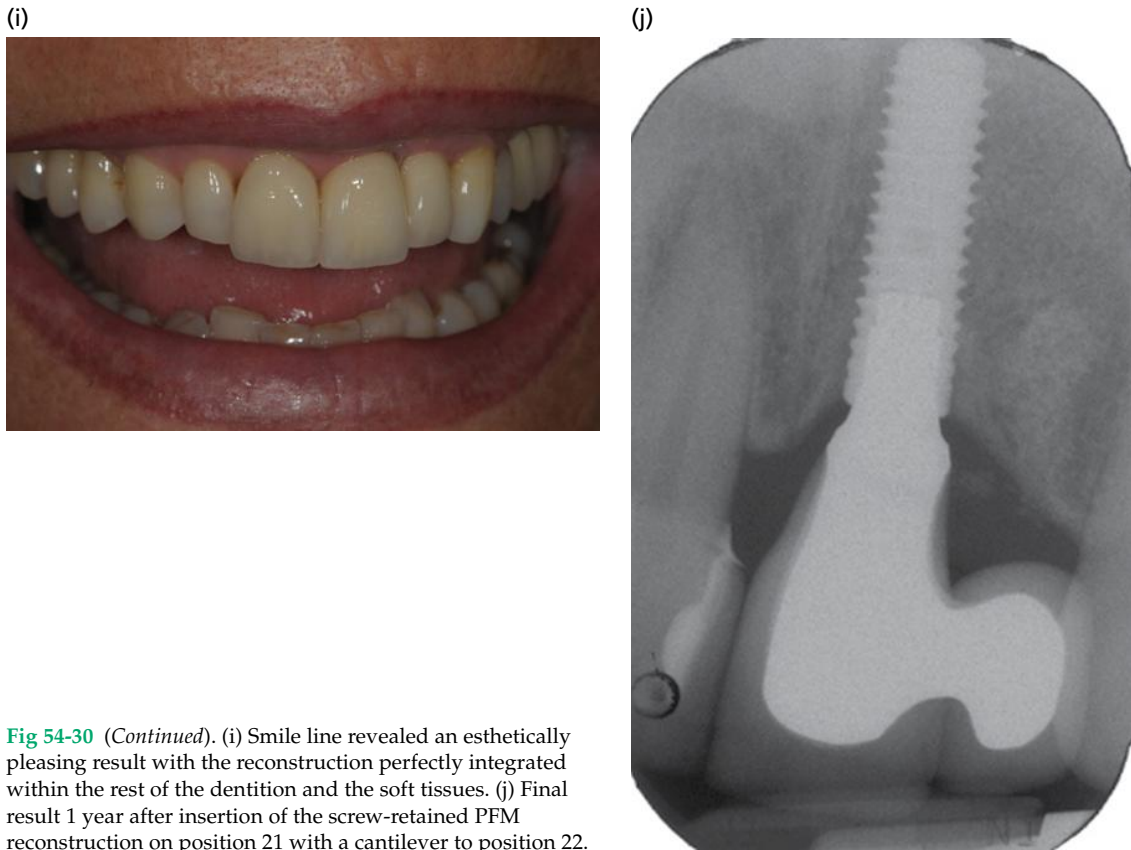 (i)
(j)
Fig 54-30 (Continued). (i) Smile line revealed an esthetically
pleasing result with the reconstruction perfectly integrated
within the rest of the dentition and the soft tissues. (j) Final
result 1 year after insertion of the screw-retained PFM
reconstruction on position 21 with a cantilever to position 22.